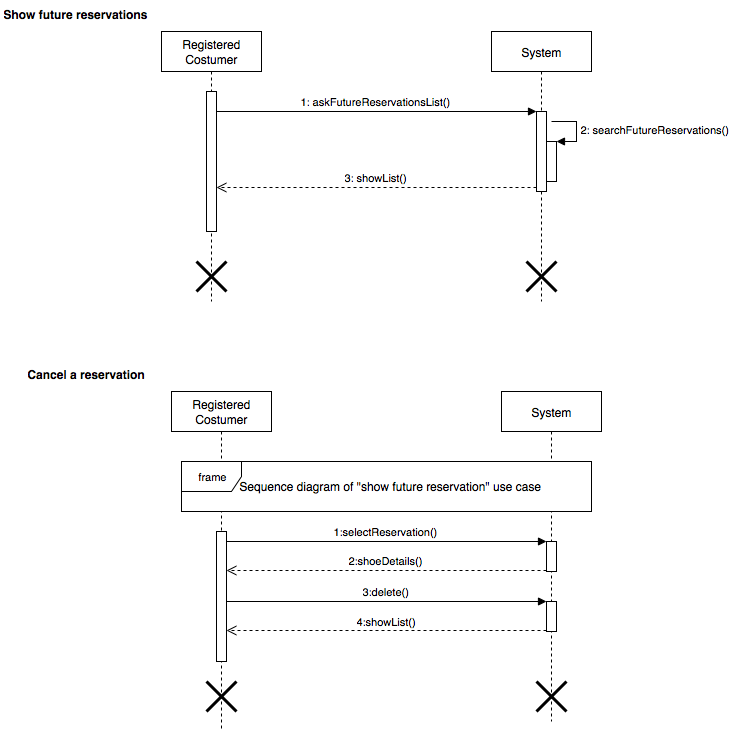 Show future reservations
Registered
Costumer
System
1: askFutureReservationsList()
2: searchFutureReservations()
3: showList()
Cancel a reservation
Registered
Costumer
System
frame
Sequence diagram of "show future reservation" use case
1:selectReservation()
2:shoeDetails()
3:delete()
4:showList()